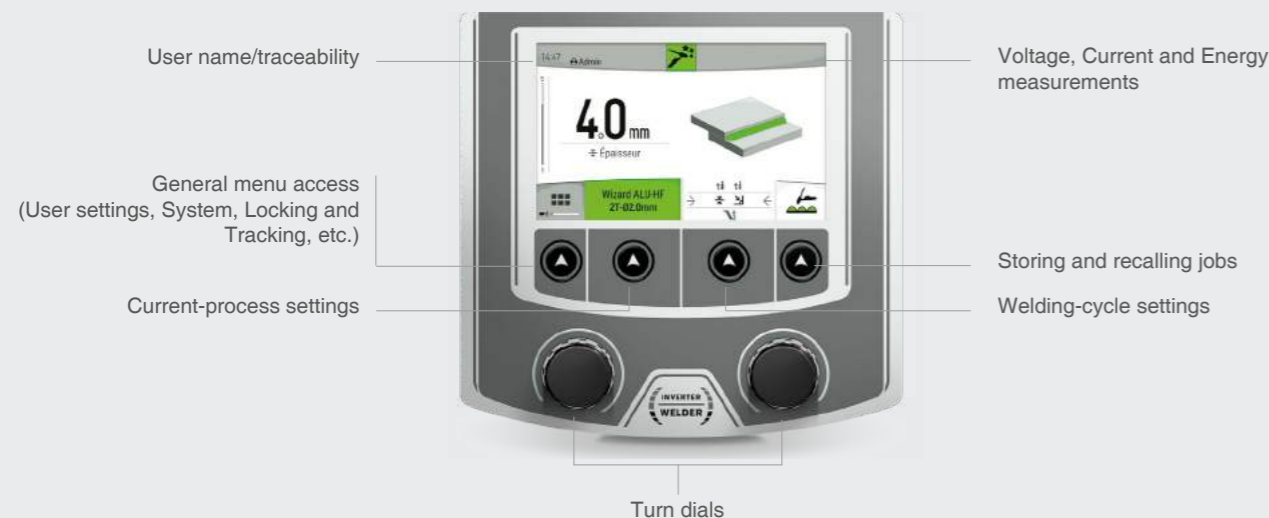 User name/traceability
Voltage, Current and Energy
measurements
14:47 Admin
4.0 mm
Épaisseur
General menu access
(User settings, System, Locking and
Tracking, etc.)
Wizard ALU-HF
2T-Ø2.0mm
Storing and recalling jobs
Current-process settings
Welding-cycle settings
INVERTER
WELDER
Turn dials